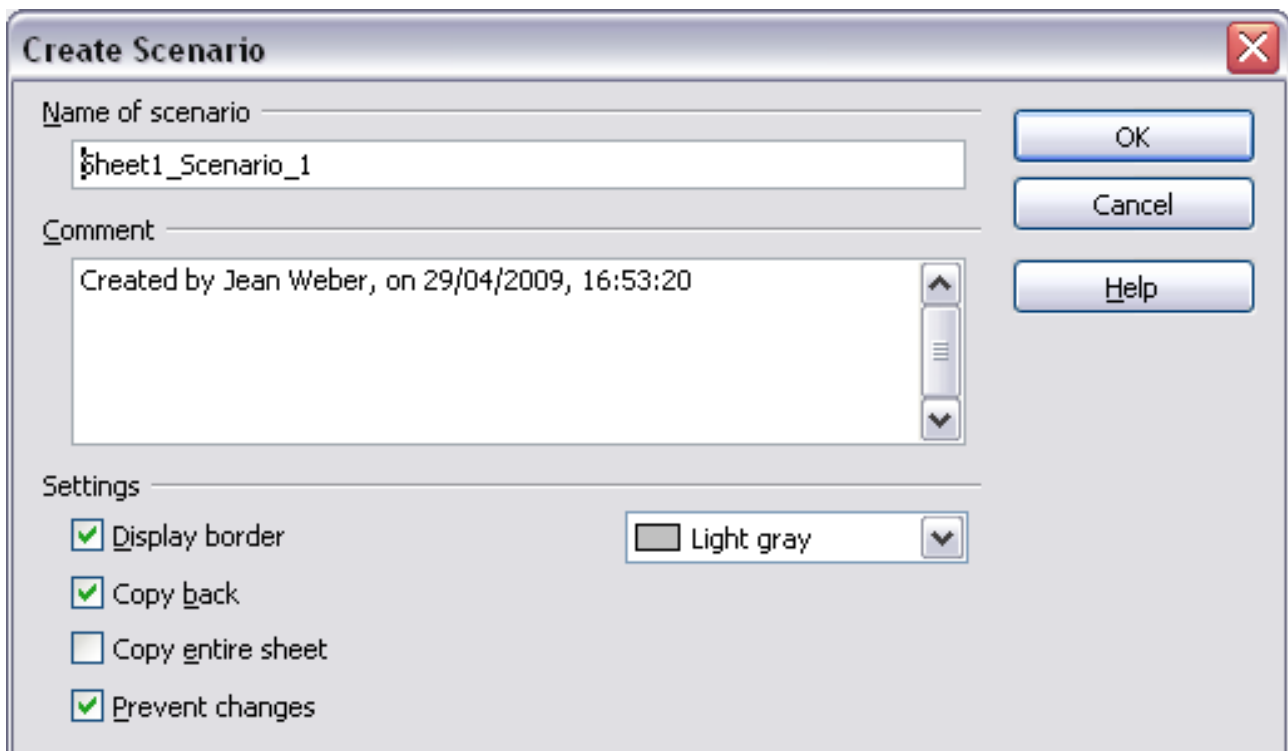 Create Scenario
Name of scenario
Sheet1_Scenario_1
OK
Cancel
Comment
Created by Jean Weber, on 29/04/2009, 16:53:20
Help
Settings
Display border
Light gray
Copy back
Copy entire sheet
Prevent changes